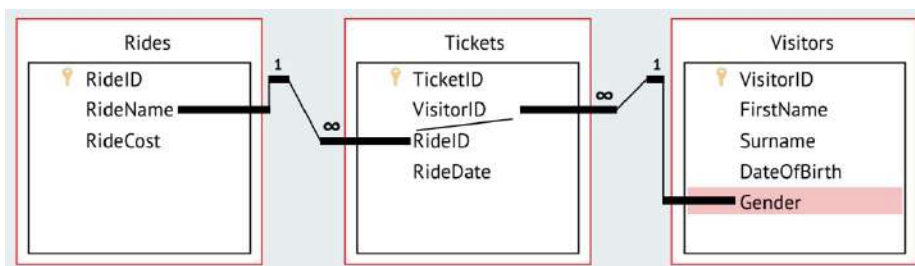 Rides
RideID
RideName
RideCost
1
∞
Tickets
TicketID
VisitorID
RideID
RideDate
∞
1
Visitors
VisitorID
FirstName
Surname
DateOfBirth
Gender